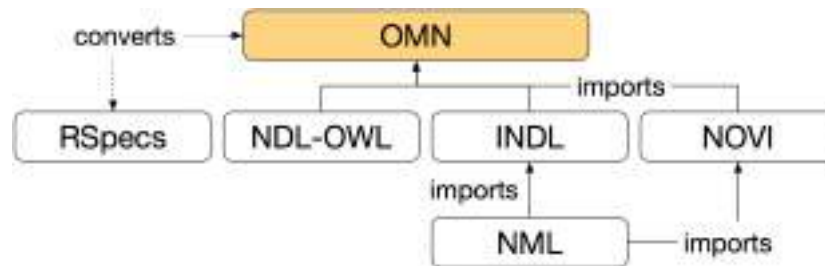 converts
OMN
imports
RSpecs
NDL-OWL
INDL
NOVI
imports
NML
imports